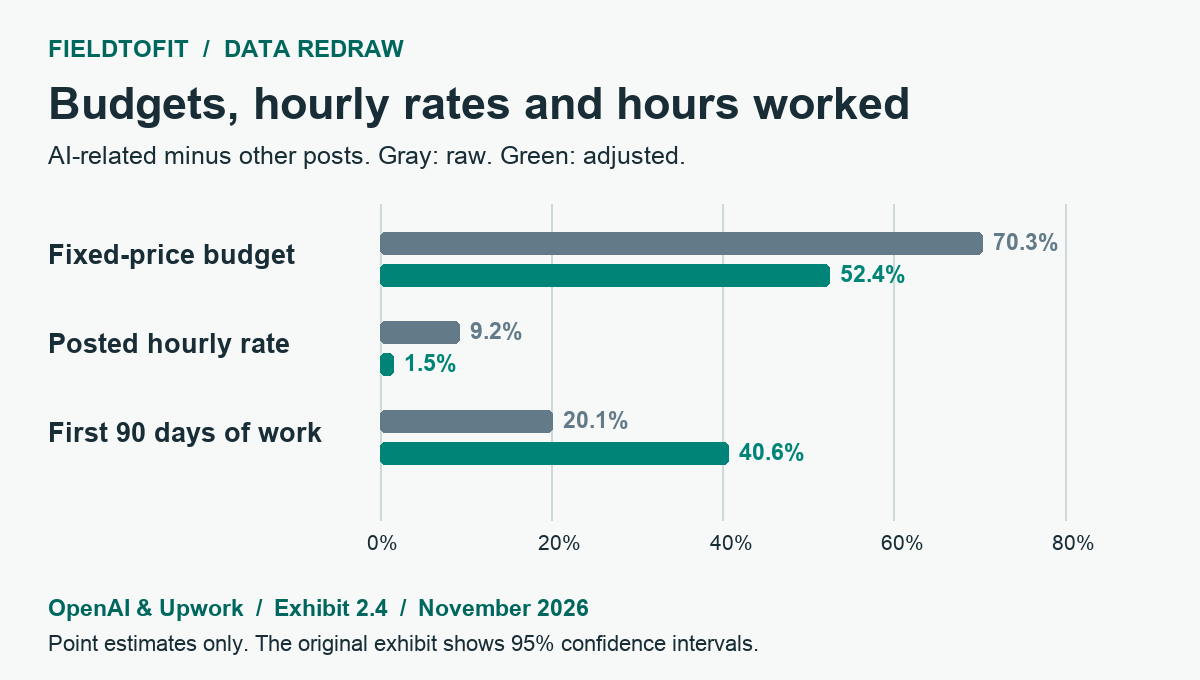 FIELDTOFIT / DATA REDRAW
Budgets, hourly rates and hours worked
AI-related minus other posts. Gray: raw. Green: adjusted.
Fixed-price budget
70.3%
52.4%
Posted hourly rate
9.2%
1.5%
First 90 days of work
20.1%
40.6%
0% 20% 40% 60% 80%
OpenAI & Upwork / Exhibit 2.4 / November 2026
Point estimates only. The original exhibit shows 95% confidence intervals.